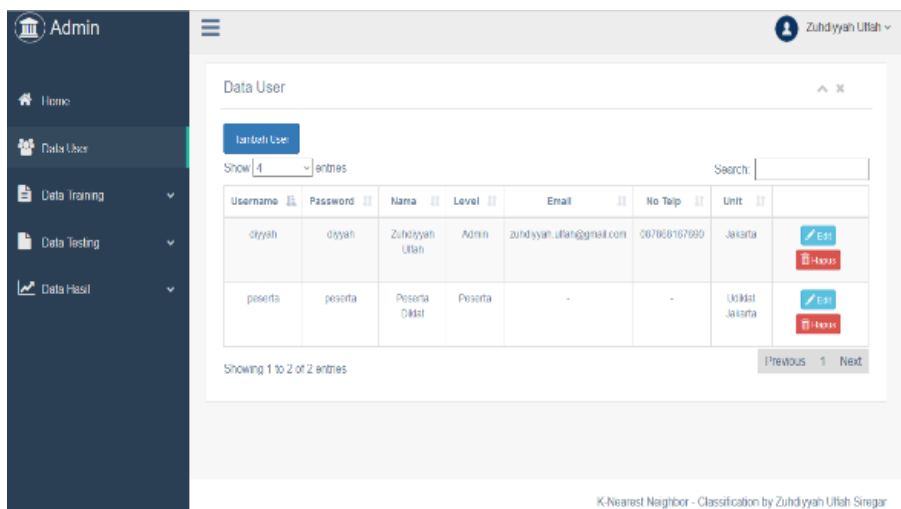 Admin
Zuhdiyyah Ulfah
Home
Data User
Data Training
Data Testing
Data Hasil
Data User
Tambah User
Show 4 entries
Search:
Username Password Nama Level Email No Telp Unit
diyyah diyyah Zuhdiyyah Ulfah Admin zuhdiyyah.ulfah@gmail.com Jakarta
Edit
Hapus
peserta peserta Peserta Diklat Peserta - - Udiklat Jakarta
Edit
Hapus
Showing 1 to 2 of 2 entries
Previous 1 Next
K-Nearest Neighbor - Classification by Zuhdiyyah Ulfah Siregar